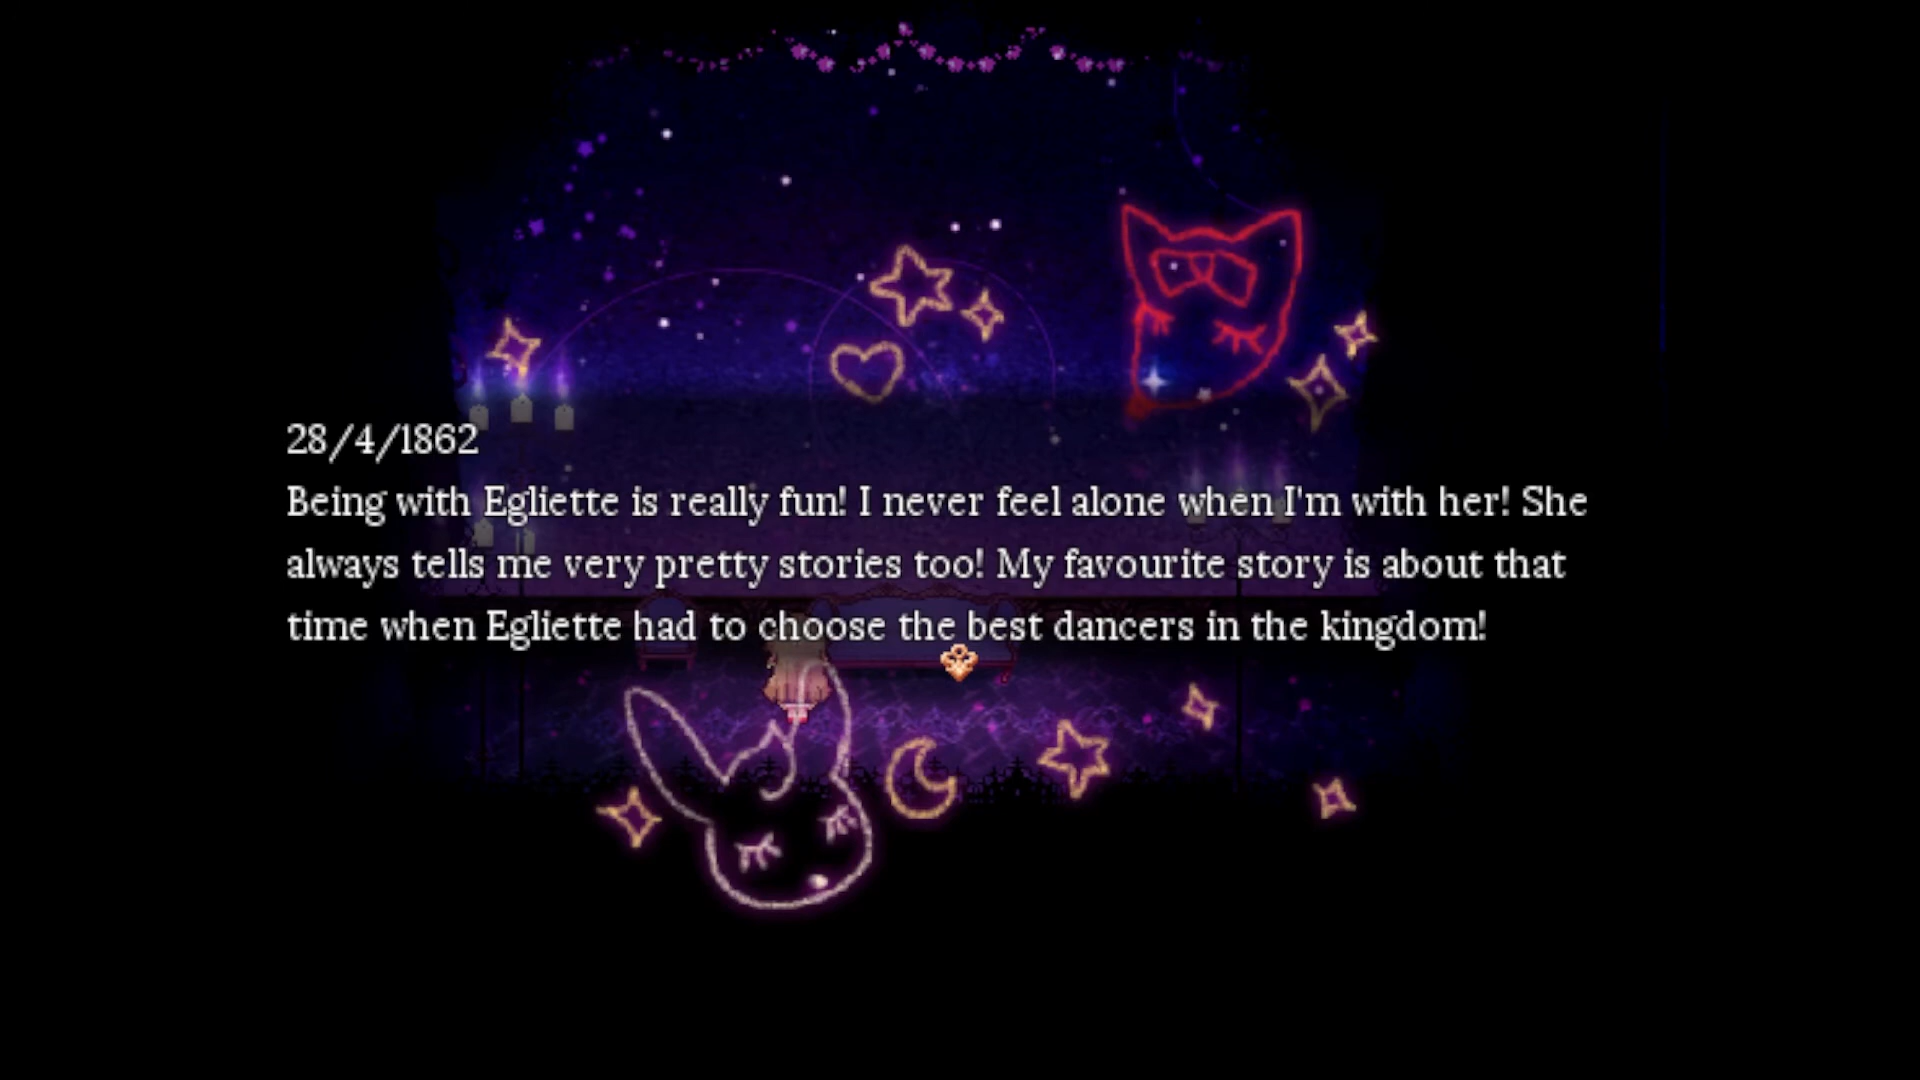 28/4/1862
Being with Egliette is really fun! I never feel alone when I'm with her! She
always tells me very pretty stories too! My favourite story is about that
time when Egliette had to choose the best dancers in the kingdom!